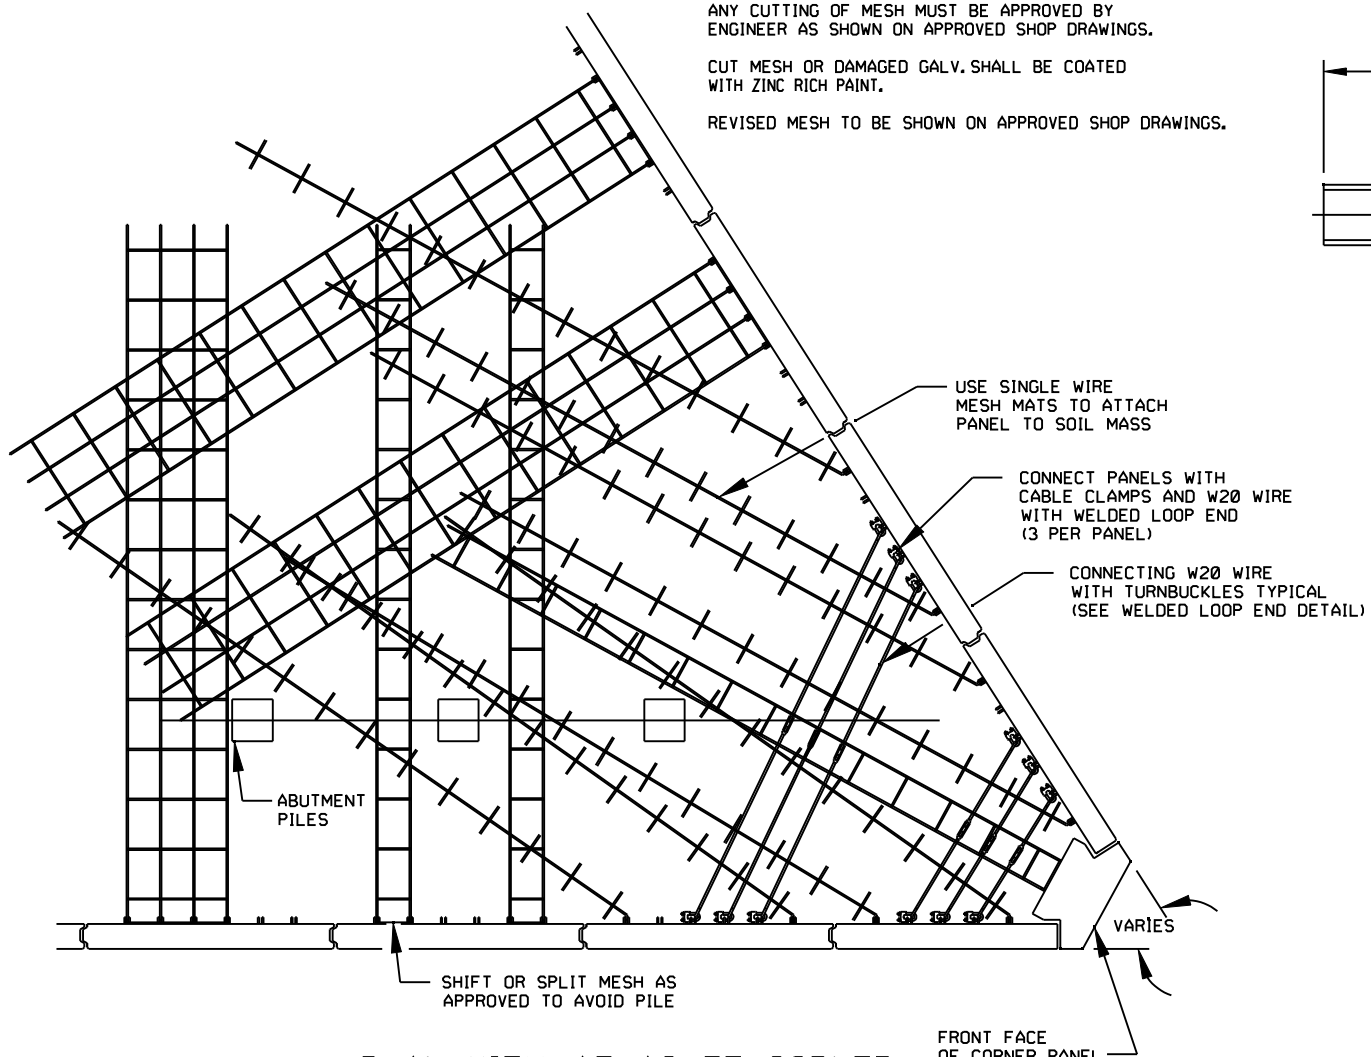 ANY CUTTING OF MESH MUST BE APPROVED BY
ENGINEER AS SHOWN ON APPROVED SHOP DRAWINGS.
CUT MESH OR DAMAGED GALV. SHALL BE COATED
WITH ZINC RICH PAINT.
REVISED MESH TO BE SHOWN ON APPROVED SHOP DRAWINGS.
USE SINGLE WIRE
MESH MATS TO ATTACH
PANEL TO SOIL MASS
CONNECT PANELS WITH
CABLE CLAMPS AND W20 WIRE
WITH WELDED LOOP END
(3 PER PANEL)
CONNECTING W20 WIRE
WITH TURNBUCKLES TYPICAL
(SEE WELDED LOOP END DETAIL)
ABUTMENT
PILES
VARIES
SHIFT OR SPLIT MESH AS
APPROVED TO AVOID PILE
FRONT FACE
OF CORNER PANEL